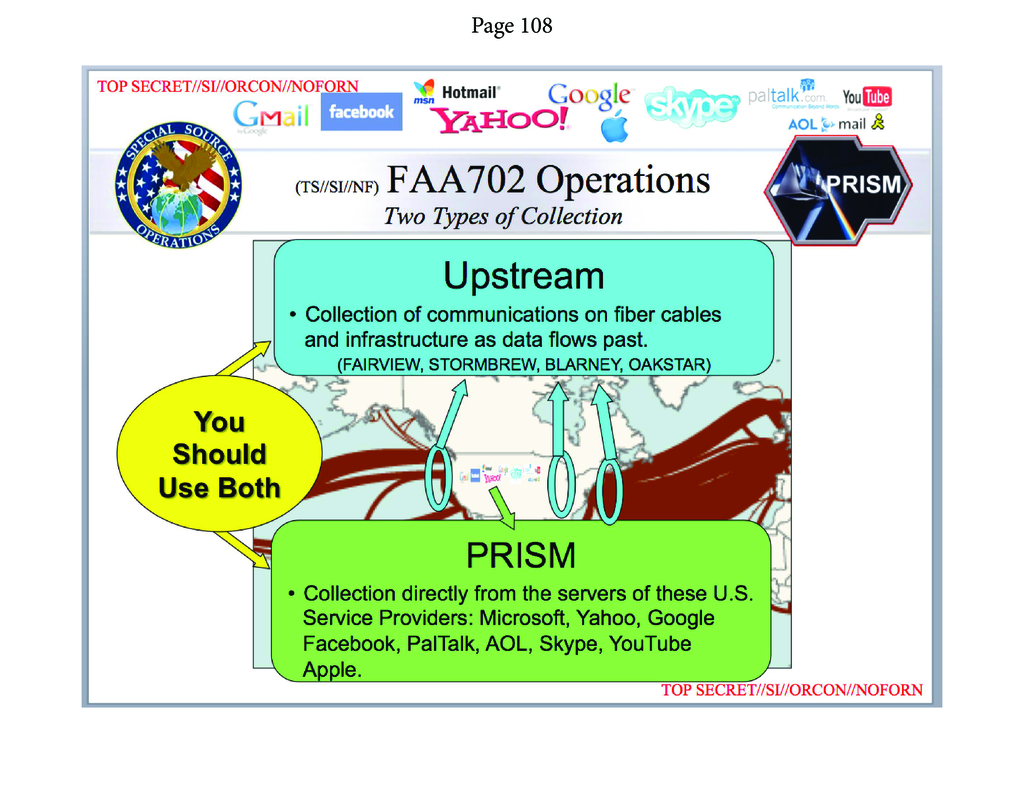 Page 108
TOP SECRET//SI//ORCON//NOFORN
Gmail
by Google
facebook
msn
Hotmail
YAHOO!
Google
skype
paltalk.com
Communication Beyond Words
YouTube
AOL mail
SPECIAL SOURCE
OPERATIONS
(TS//SI//NF) FAA702 Operations
Two Types of Collection
PRISM
Upstream
• Collection of communications on fiber cables
and infrastructure as data flows past.
(FAIRVIEW, STORMBREW, BLARNEY, OAKSTAR)
You
Should
Use Both
YAHOO!
PRISM
• Collection directly from the servers of these U.S.
Service Providers: Microsoft, Yahoo, Google
Facebook, PalTalk, AOL, Skype, YouTube
Apple.
TOP SECRET//SI//ORCON//NOFORN